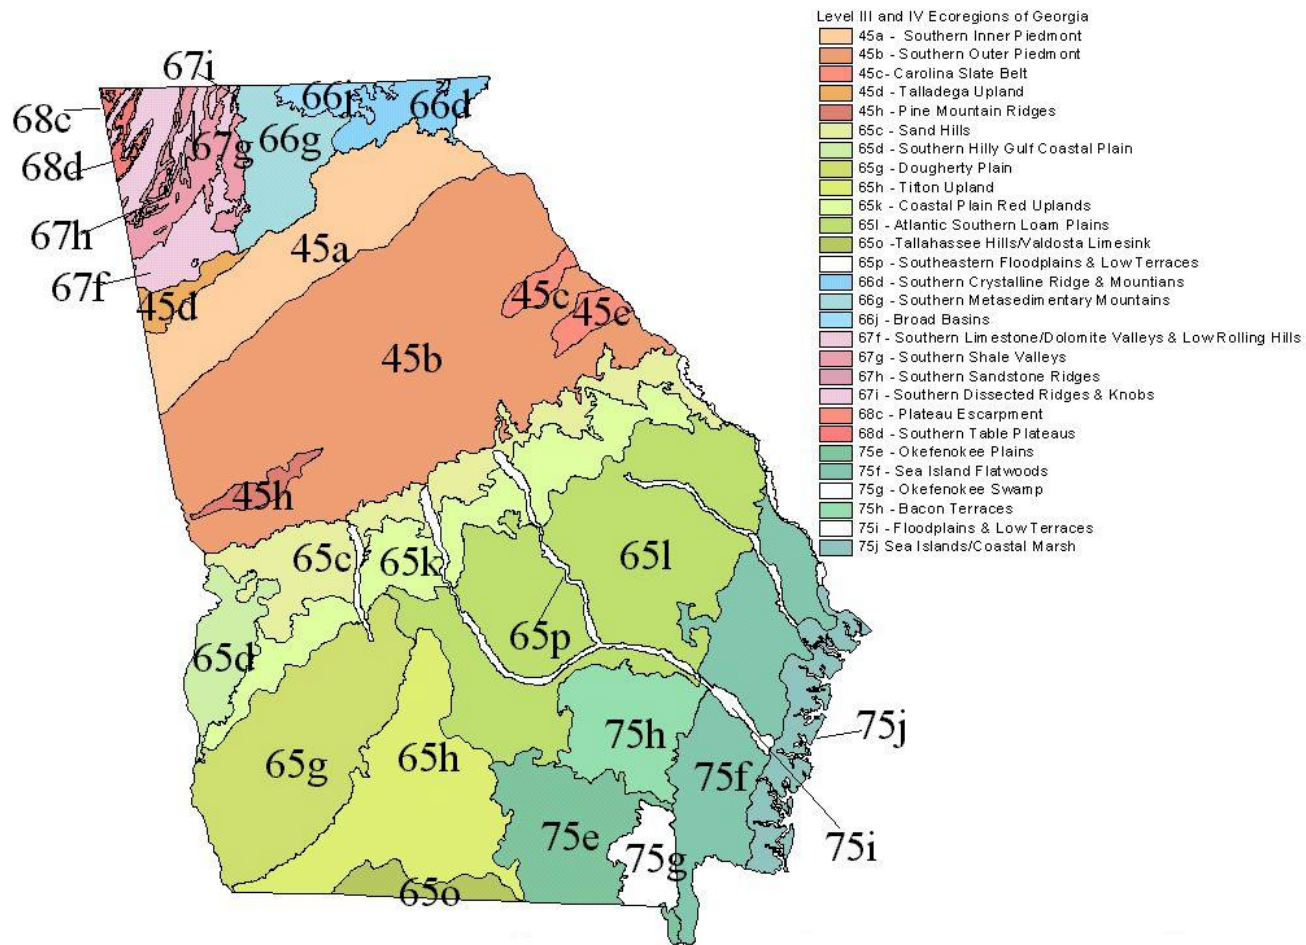 Level III and IV Ecoregions of Georgia
45a - Southern Inner Piedmont
45b - Southern Outer Piedmont
45c- Carolina Slate Belt
45d - Talladega Upland
45h - Pine Mountain Ridges
65c - Sand Hills
65d - Southern Hilly Gulf Coastal Plain
65g - Dougherty Plain
65h - Tifton Upland
65k - Coastal Plain Red Uplands
65l - Atlantic Southern Loam Plains
65o -Tallahassee Hills/Valdosta Limesink
65p - Southeastern Floodplains & Low Terraces
66d - Southern Crystalline Ridge & Mountians
66g - Southern Metasedimentary Mountains
66j - Broad Basins
67f - Southern Limestone/Dolomite Valleys & Low Rolling Hills
67g - Southern Shale Valleys
67h - Southern Sandstone Ridges
67i - Southern Dissected Ridges & Knobs
68c - Plateau Escarpment
68d - Southern Table Plateaus
75e - Okefenokee Plains
75f - Sea Island Flatwoods
75g - Okefenokee Swamp
75h - Bacon Terraces
75i - Floodplains & Low Terraces
75j Sea Islands/Coastal Marsh
67i
66j
66d
68c
67g
66g
68d
67h
45a
67f
45d
45c
45c
45b
45h
65c
65k
65l
65p
65d
75h
75j
65g
65h
75f
75e
75g
75i
65o